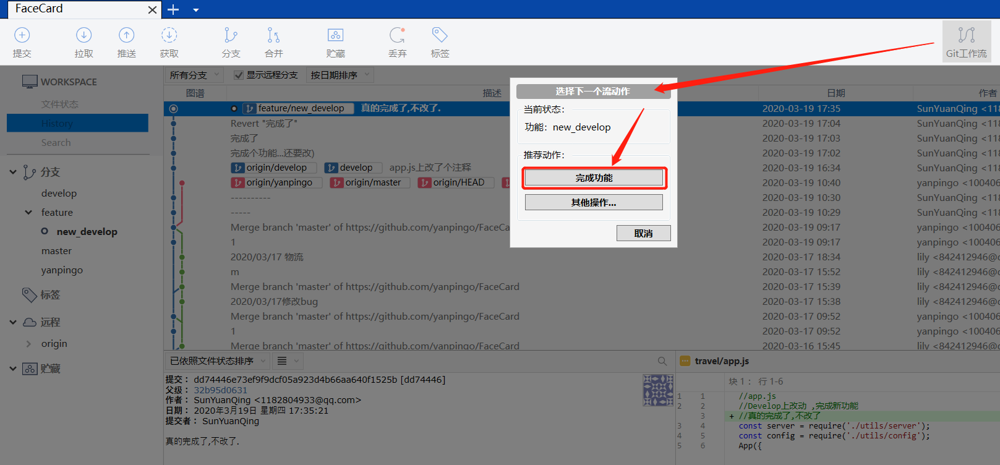 FaceCard
提交
拉取
推送
获取
分支
合并
贮藏
丢弃
标签
Git工作流
WORKSPACE
文件状态
History
Search
分支
develop
feature
new_develop
master
yanpingo
标签
远程
origin
贮藏
所有分支
显示远程分支
按日期排序
图谱 描述 日期 作者
feature/new_develop 真的完成了,不改了. 2020-03-19 17:35 SunYuanQing <118
Revert "完成了" 2020-03-19 17:04 SunYuanQing <118
完成了 2020-03-19 17:03 SunYuanQing <118
完成个功能...还要改) 2020-03-19 17:02 SunYuanQing <118
origin/develop develop app.js上改了个注释 2020-03-19 16:34 SunYuanQing <118
origin/yanpingo origin/master origin/HEAD 2020-03-19 10:40 yanpingo <100406
---------- 2020-03-19 10:30 SunYuanQing <118
----- 2020-03-19 10:29 SunYuanQing <118
Merge branch 'master' of https://github.com/yanpingo/FaceCa 2020-03-19 09:17 yanpingo <100406
1 2020-03-19 09:17 yanpingo <100406
2020/03/17 物流 2020-03-17 18:34 lily <842412946@
m 2020-03-17 15:52 lily <842412946@
Merge branch 'master' of https://github.com/yanpingo/FaceCard 2020-03-17 15:39 lily <842412946@
2020/03/17修改bug 2020-03-17 15:38 lily <842412946@
Merge branch 'master' of https://github.com/yanpingo/FaceCard 2020-03-17 09:52 yanpingo <100406
1 2020-03-17 09:52 yanpingo <100406
Merge branch 'master' of https://github.com/yanpingo/FaceCard 2020-03-16 15:45 lily <842412946@
选择下一个流动作
当前状态:
功能: new_develop
推荐动作:
完成功能
其他操作...
取消
已依照文件状态排序
提交: dd74446e73ef9f9dcf05a923d4b66aa640f1525b [dd74446]
父级: 32b95d0631
作者: SunYuanQing <1182804933@qq.com>
日期: 2020年3月19日 星期四 17:35:21
提交者: SunYuanQing
真的完成了,不改了.
travel/app.js
块 1： 行 1-6
1 1 //app.js
2 2 //Develop上改动 ,完成新功能
3 + //真的完成了,不改了
3 4 const server = require('./utils/server');
4 5 const config = require('./utils/config');
5 6 App({